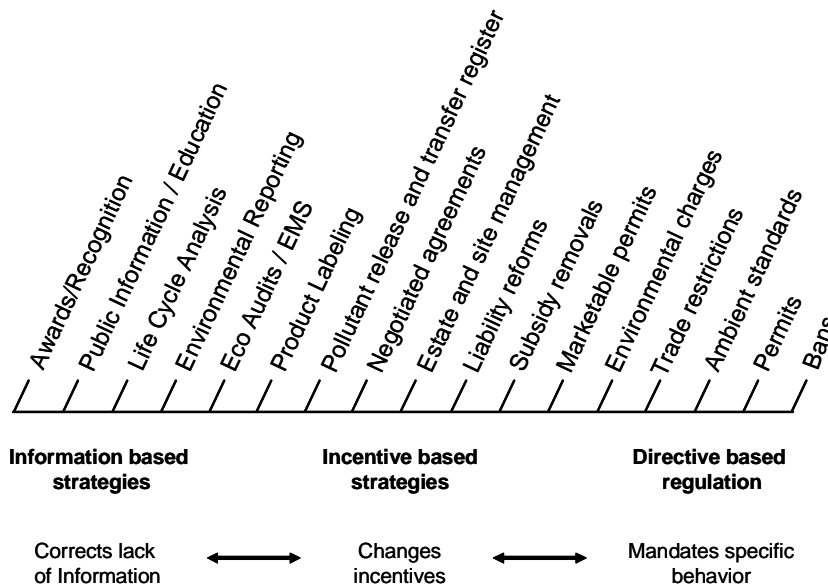 Awards/Recognition
Public Information / Education
Life Cycle Analysis
Environmental Reporting
Eco Audits / EMS
Product Labeling
Pollutant release and transfer register
Negotiated agreements
Estate and site management
Liability reforms
Subsidy removals
Marketable permits
Environmental charges
Trade restrictions
Ambient standards
Permits
Bans
Information based
strategies
Incentive based
strategies
Directive based
regulation
Corrects lack
of Information
Changes
incentives
Mandates specific
behavior